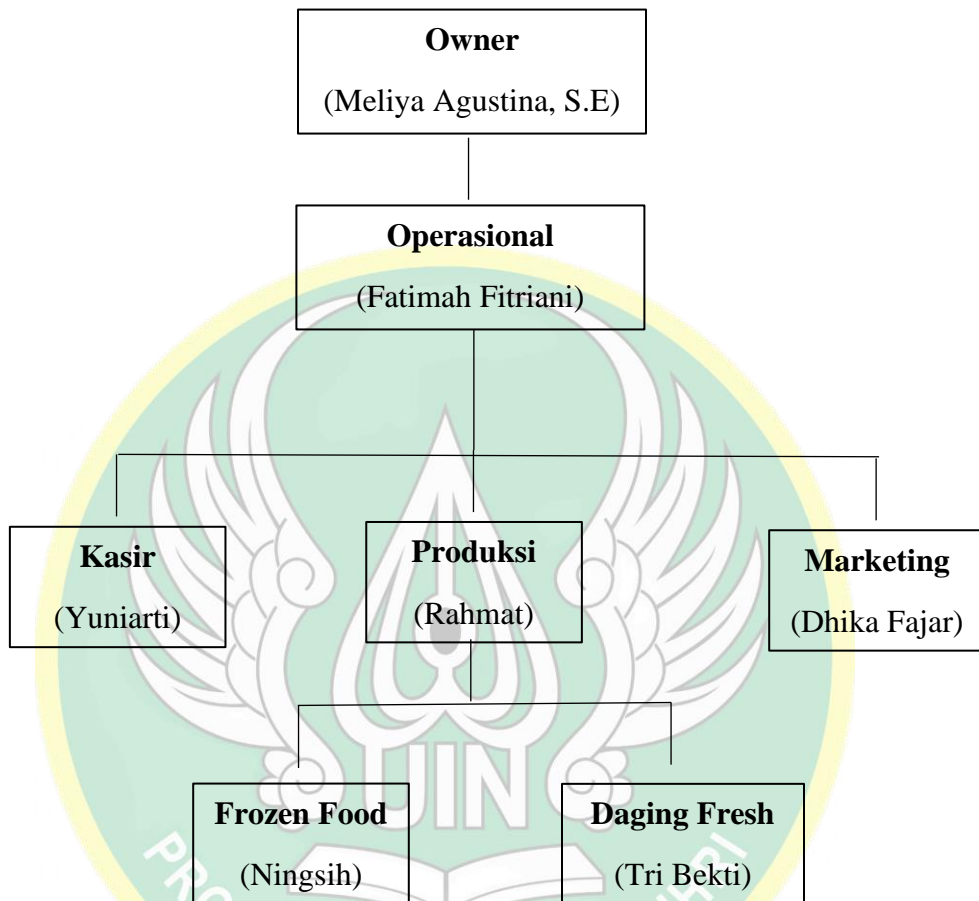 Owner
(Meliya Agustina, S.E)
Operasional
(Fatimah Fitriani)
Kasir
(Yuniarti)
Produksi
(Rahmat)
Marketing
(Dhika Fajar)
Frozen Food
(Ningsih)
Daging Fresh
(Tri Bekti)
UIN